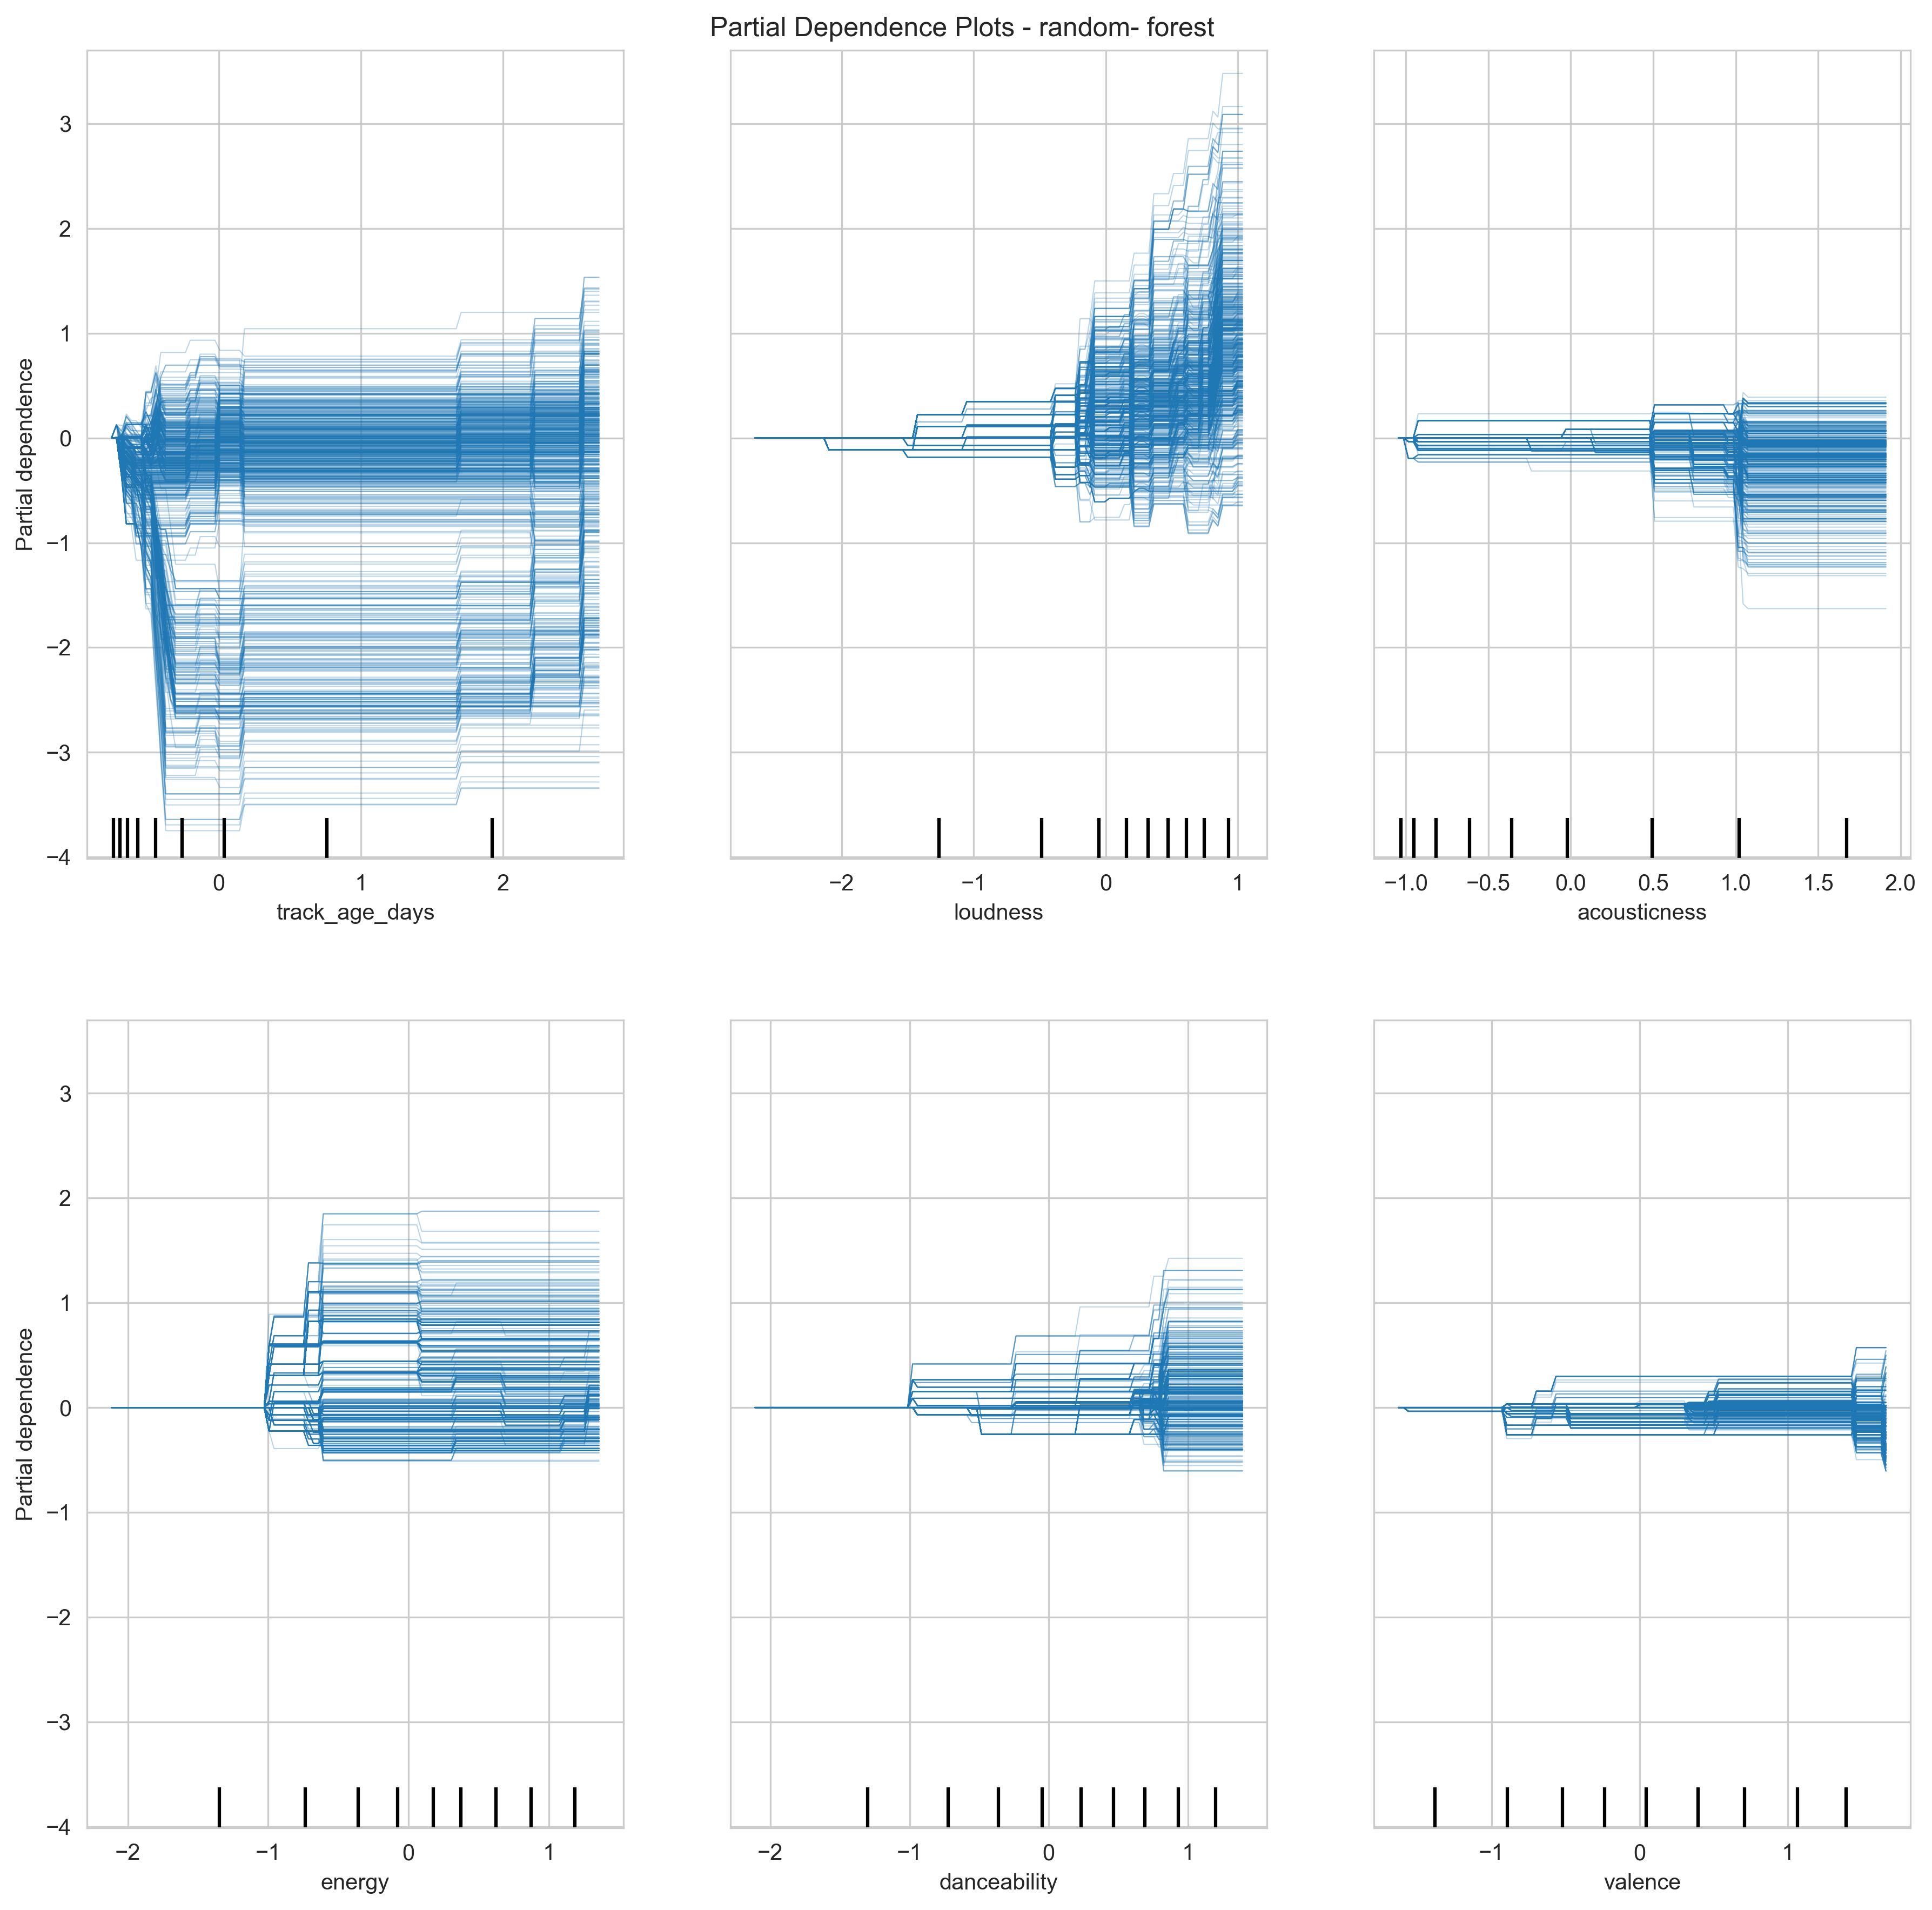 Partial Dependence Plots - random- forest
Partial dependence
3
2
1
0
−1
−2
−3
−4
0 1 2
track_age_days
−2 −1 0 1
loudness
−1.0 −0.5 0.0 0.5 1.0 1.5 2.0
acousticness
Partial dependence
3
2
1
0
−1
−2
−3
−4
−2 −1 0 1
energy
−2 −1 0 1
danceability
−1 0 1
valence